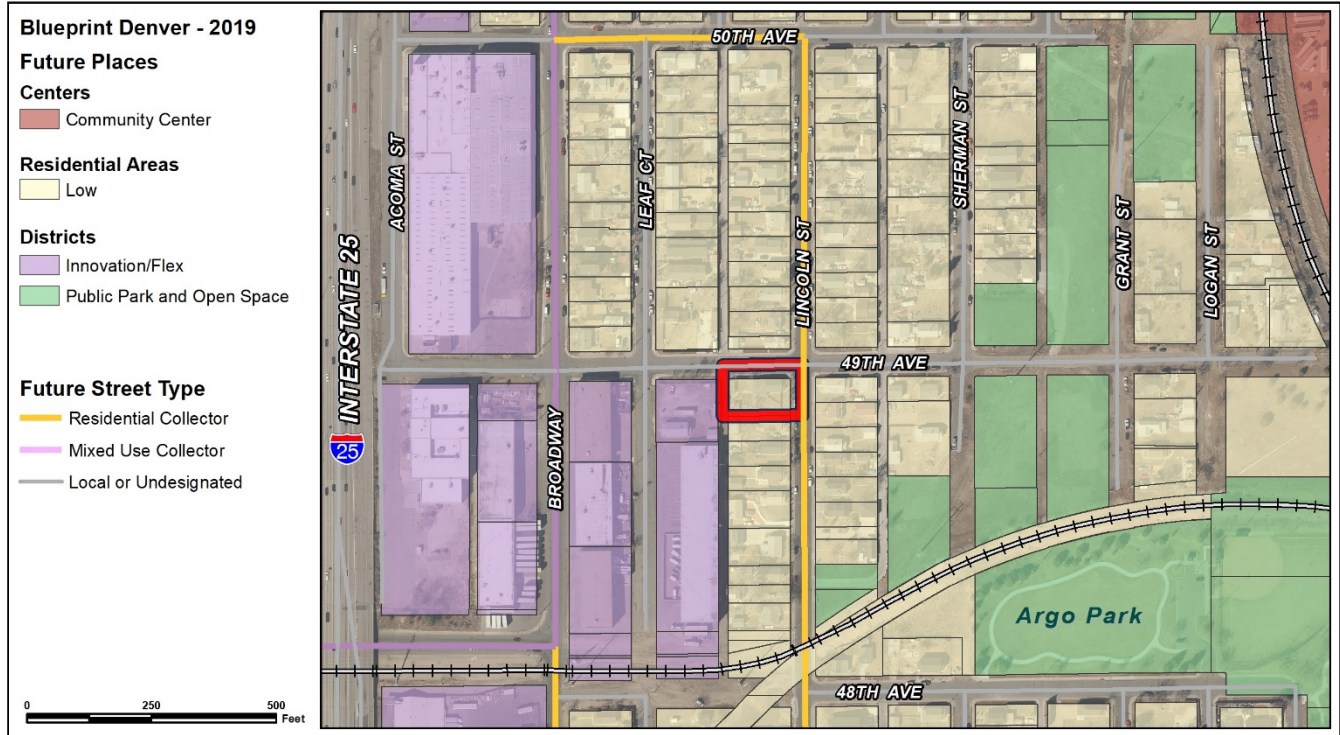 Blueprint Denver - 2019
Future Places
Centers
Community Center
Residential Areas
Low
Districts
Innovation/Flex
Public Park and Open Space
Future Street Type
Residential Collector
Mixed Use Collector
Local or Undesignated
0 250 500
Feet
50TH AVE
ACOMA ST
LEAF CT
LINCOLN ST
SHERMAN ST
GRANT ST
LOGAN ST
INTERSTATE 25
25
BROADWAY
49TH AVE
Argo Park
48TH AVE